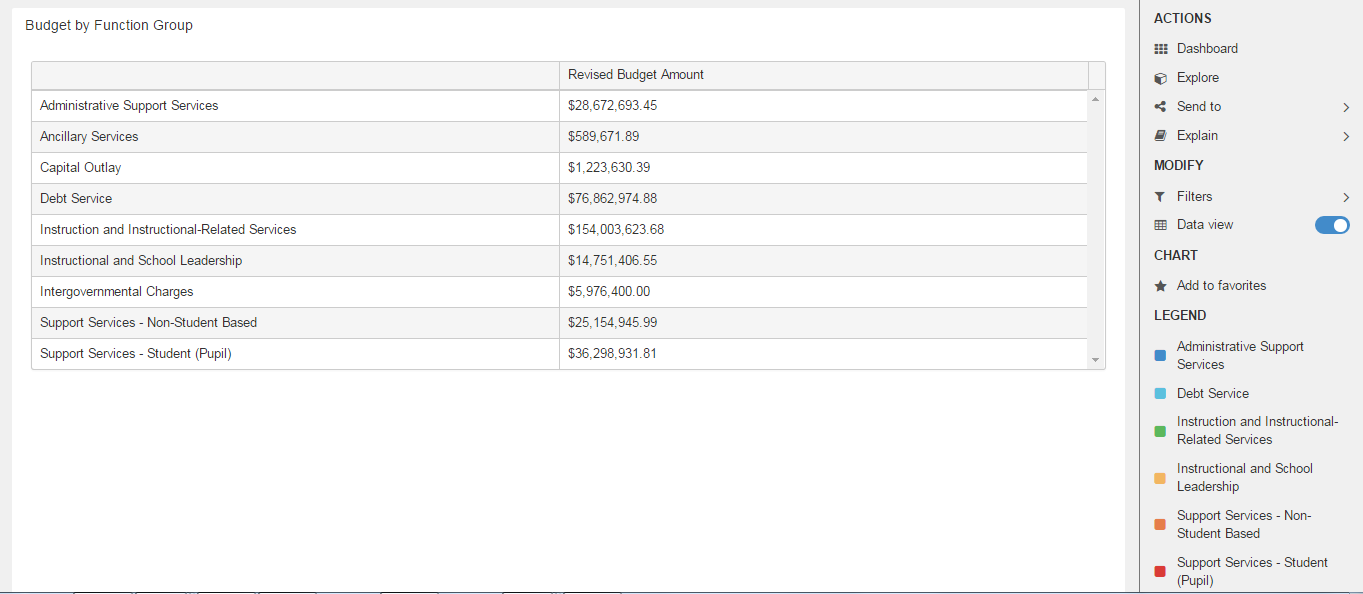 Budget by Function Group
Revised Budget Amount
Administrative Support Services $28,672,693.45
Ancillary Services $589,671.89
Capital Outlay $1,223,630.39
Debt Service $76,862,974.88
Instruction and Instructional-Related Services $154,003,623.68
Instructional and School Leadership $14,751,406.55
Intergovernmental Charges $5,976,400.00
Support Services - Non-Student Based $25,154,945.99
Support Services - Student (Pupil) $36,298,931.81
ACTIONS
Dashboard
Explore
Send to
Explain
MODIFY
Filters
Data view
CHART
Add to favorites
LEGEND
Administrative Support
Services
Debt Service
Instruction and Instructional-
Related Services
Instructional and School
Leadership
Support Services - Non-
Student Based
Support Services - Student
(Pupil)